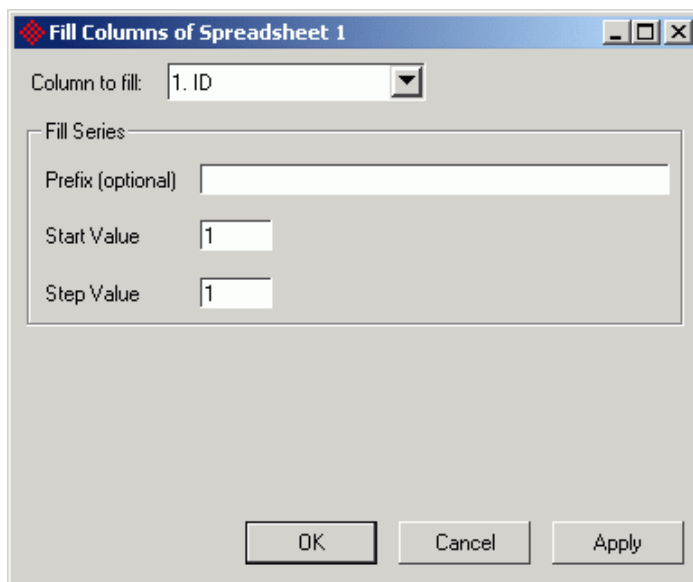 Fill Columns of Spreadsheet 1
Column to fill: 1. ID
Fill Series
Prefix (optional)
Start Value 1
Step Value 1
OK Cancel Apply